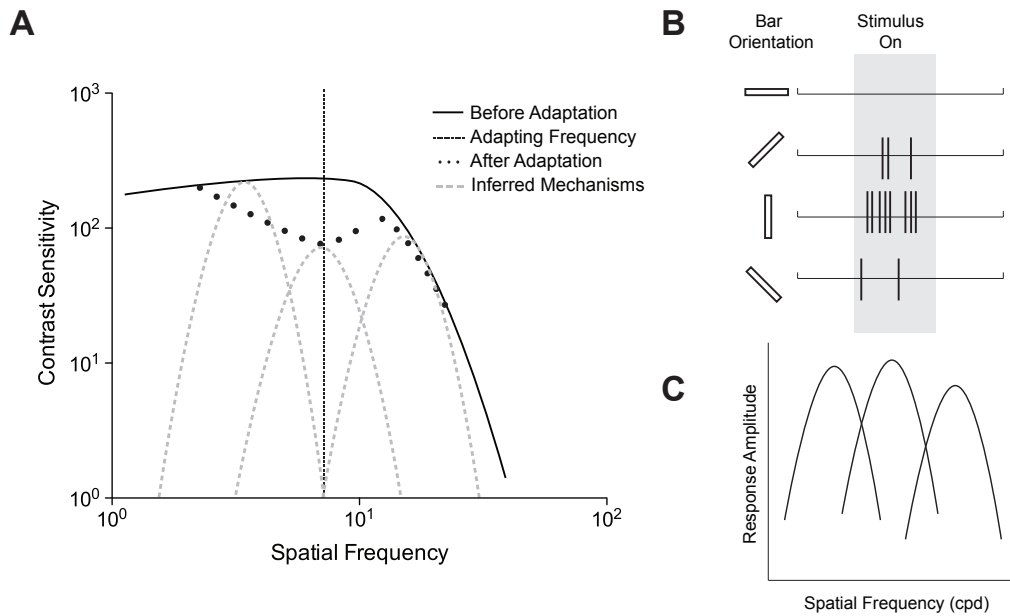 A
Contrast Sensitivity
10³
10²
10¹
10⁰
10⁰
10¹
10²
Spatial Frequency
Before Adaptation
Adapting Frequency
After Adaptation
Inferred Mechanisms
B
Bar
Orientation
Stimulus
On
C
Response Amplitude
Spatial Frequency (cpd)